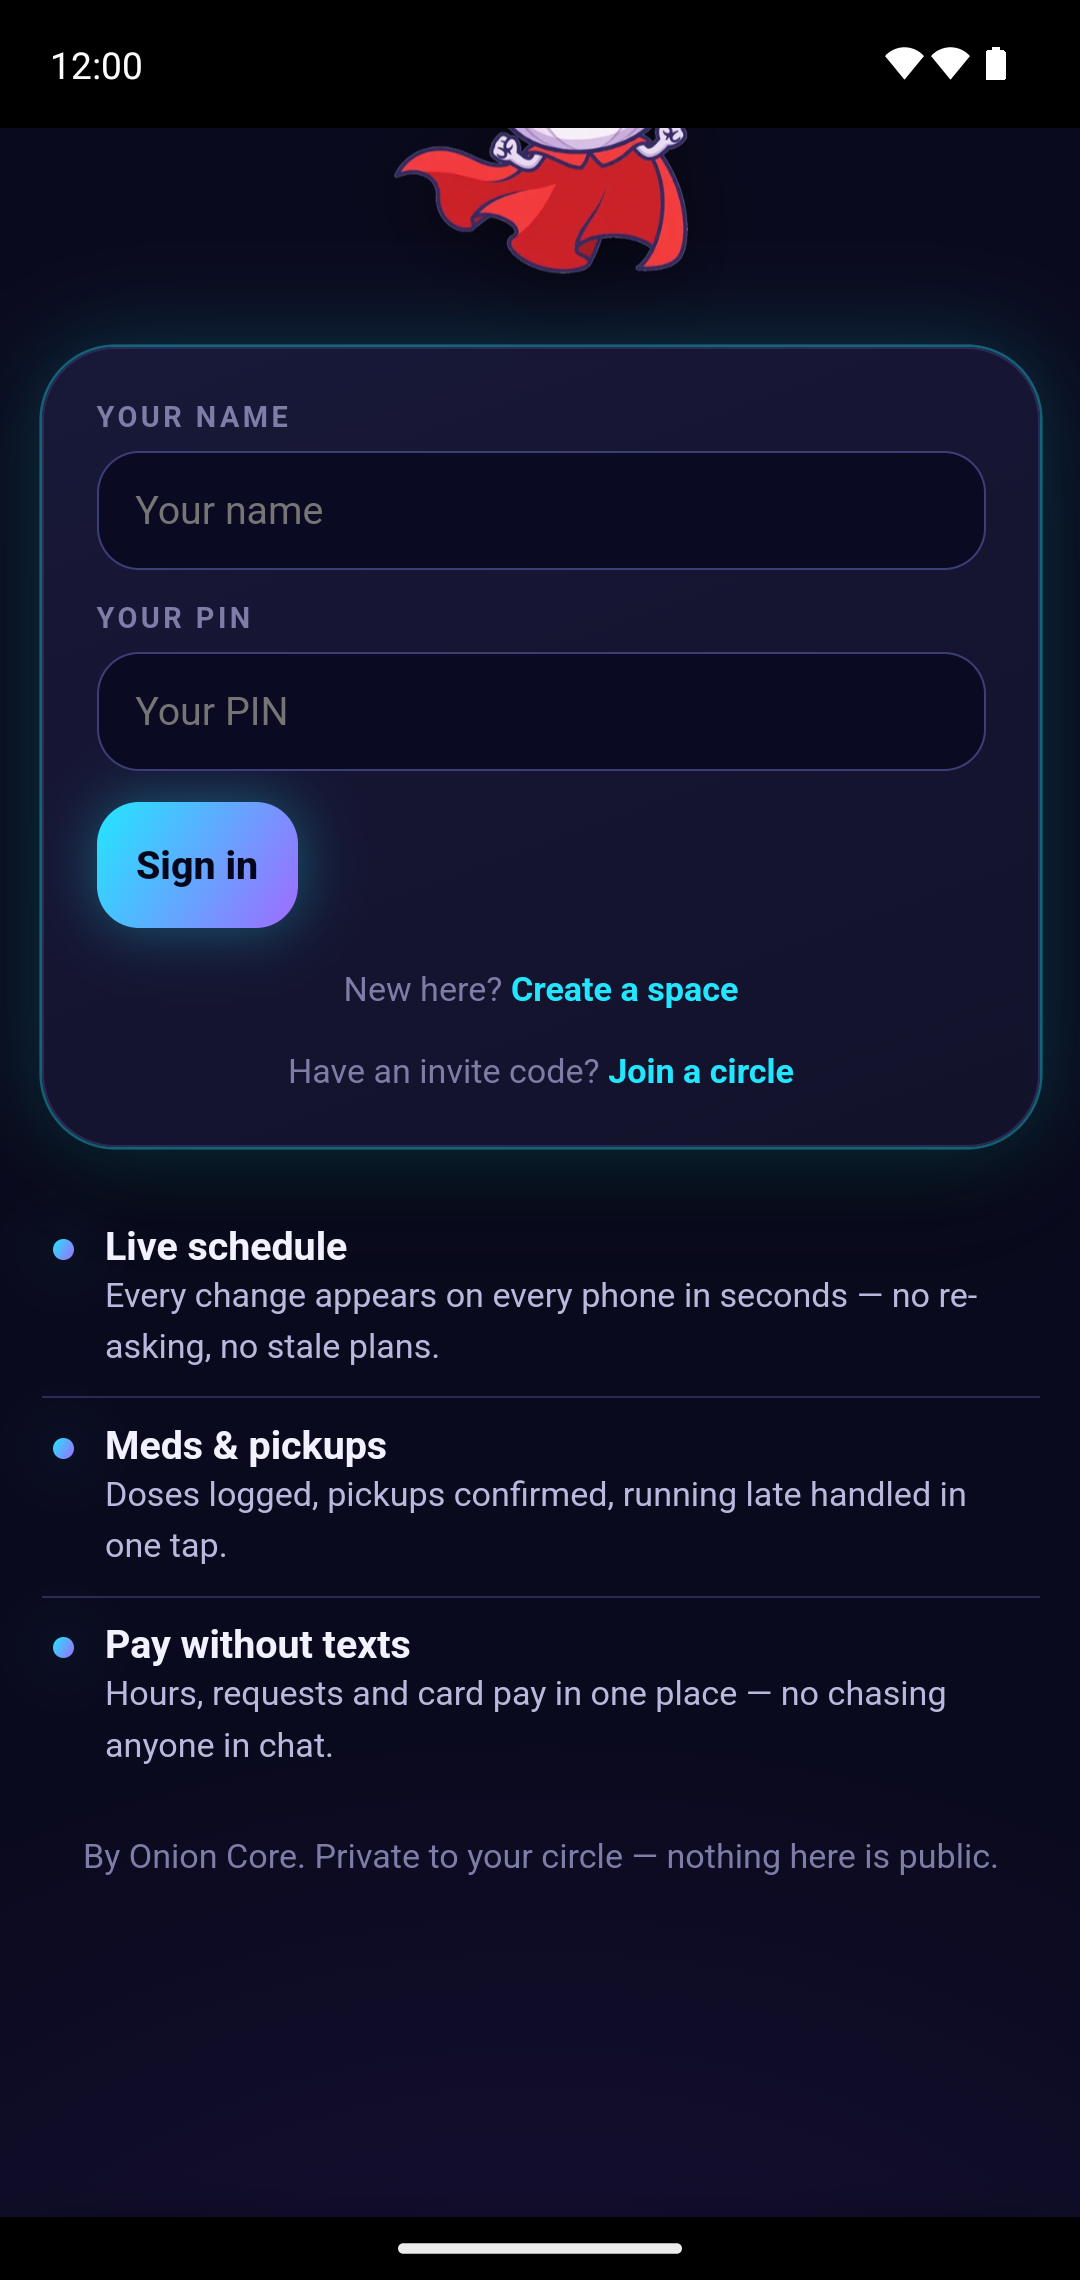 12:00
YOUR NAME
Your name
YOUR PIN
Your PIN
Sign in
New here? Create a space
Have an invite code? Join a circle
Live schedule
Every change appears on every phone in seconds — no re-
asking, no stale plans.
Meds & pickups
Doses logged, pickups confirmed, running late handled in
one tap.
Pay without texts
Hours, requests and card pay in one place — no chasing
anyone in chat.
By Onion Core. Private to your circle — nothing here is public.